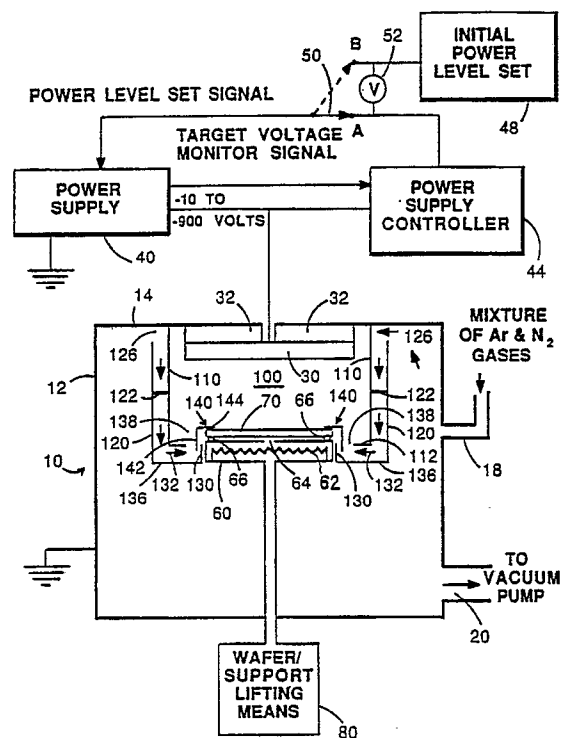 INITIAL
POWER
LEVEL SET
48
B
52
50
V
A
POWER LEVEL SET SIGNAL
TARGET VOLTAGE
MONITOR SIGNAL
POWER
SUPPLY
40
-10 TO
-900 VOLTS
POWER
SUPPLY
CONTROLLER
44
MIXTURE
OF Ar & N2
GASES
14
32
32
126
126
12
110
30
110
122
100
122
138
140
144
70
66
140
138
120
120
142
112
10
132
130
66
64
62
130
132
136
60
136
18
TO
VACUUM
PUMP
20
WAFER/
SUPPORT
LIFTING
MEANS
80